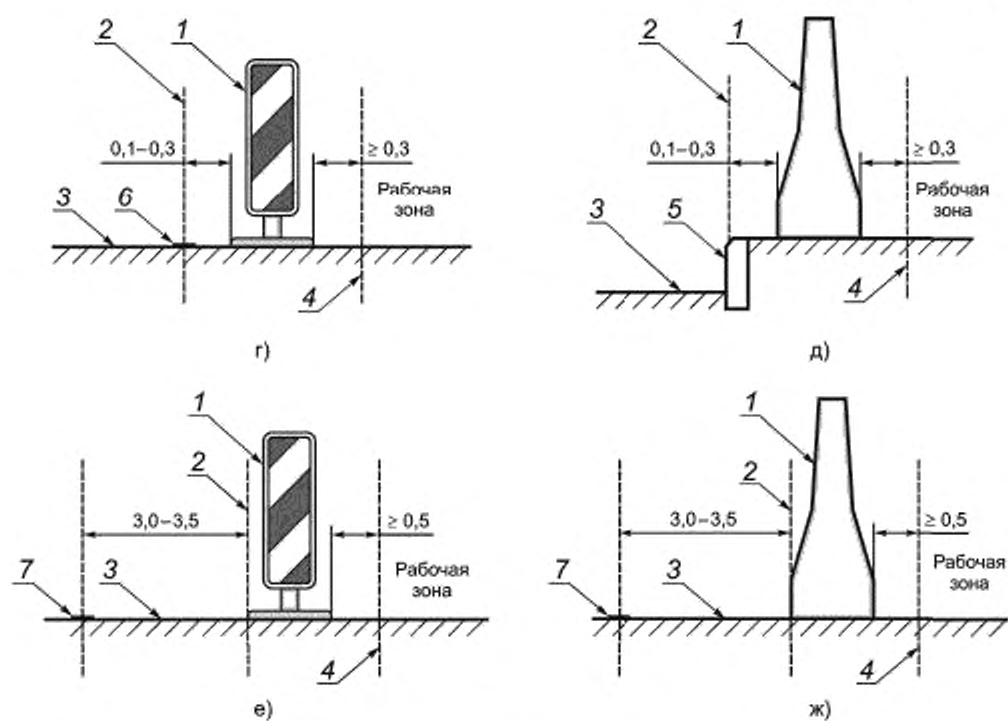 2
1
0,1–0,3
≥ 0,3
Рабочая
зона
3
6
4
г)
2
1
0,1–0,3
≥ 0,3
Рабочая
зона
3
5
4
д)
1
2
3,0–3,5
≥ 0,5
Рабочая
зона
7
3
4
е)
1
2
3,0–3,5
≥ 0,5
Рабочая
зона
7
3
4
ж)